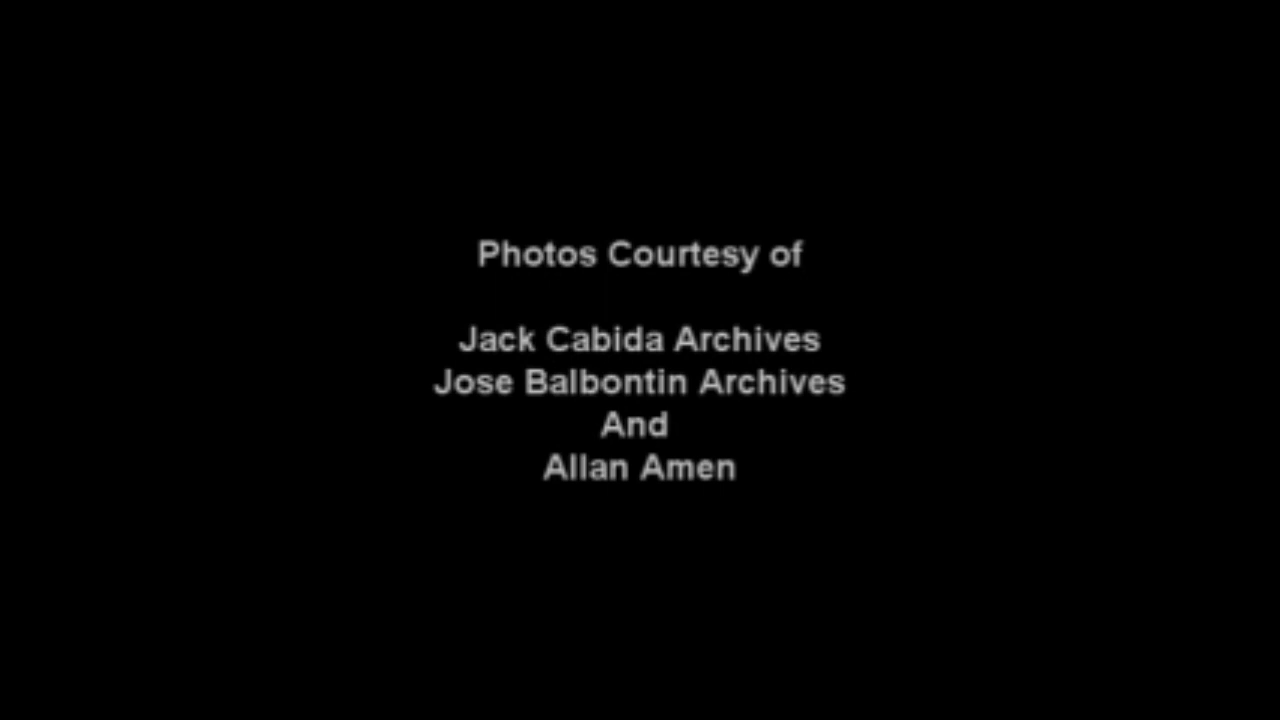 Photos Courtesy of
Jack Cabida Archives
Jose Balbontin Archives
And
Allan Amen